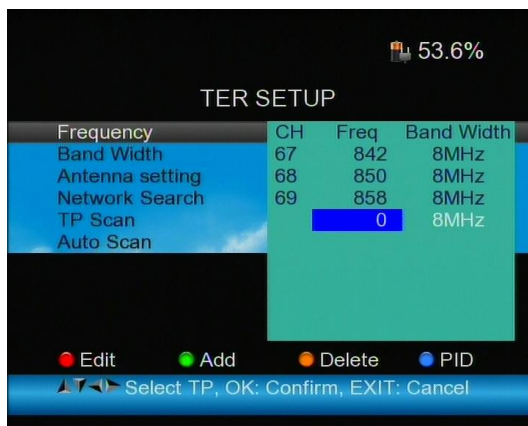 53.6%
TER SETUP
Frequency
Band Width
Antenna setting
Network Search
TP Scan
Auto Scan
CH Freq Band Width
67 842 8MHz
68 850 8MHz
69 858 8MHz
0 8MHz
Edit Add Delete PID
Select TP, OK: Confirm, EXIT: Cancel